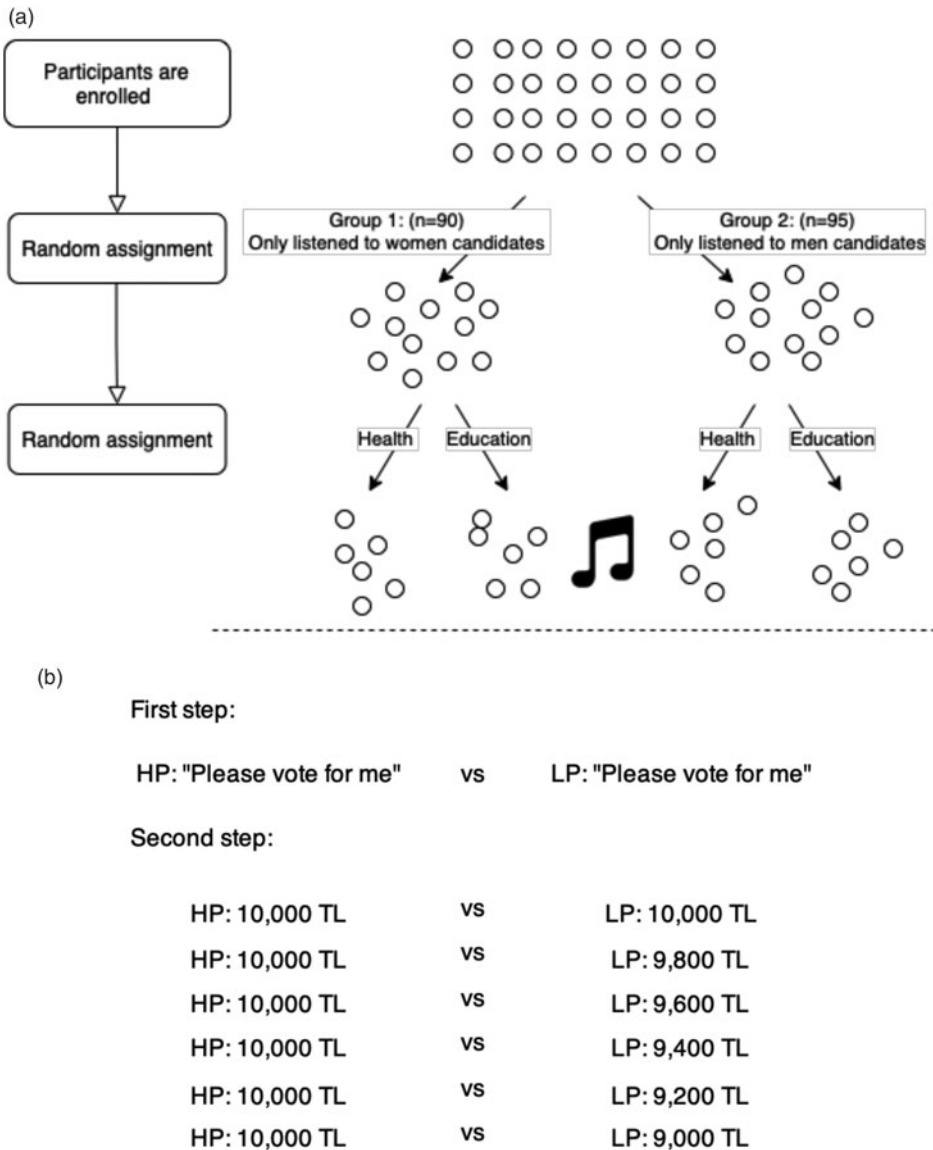 (a)
Participants are
enrolled
Group 1: (n=90)
Only listened to women candidates
Group 2: (n=95)
Only listened to men candidates
Random assignment
Random assignment
Health
Education
Health
Education
(b)
First step:
HP: "Please vote for me" vs LP: "Please vote for me"
Second step:
HP: 10,000 TL vs LP: 10,000 TL
HP: 10,000 TL vs LP: 9,800 TL
HP: 10,000 TL vs LP: 9,600 TL
HP: 10,000 TL vs LP: 9,400 TL
HP: 10,000 TL vs LP: 9,200 TL
HP: 10,000 TL vs LP: 9,000 TL